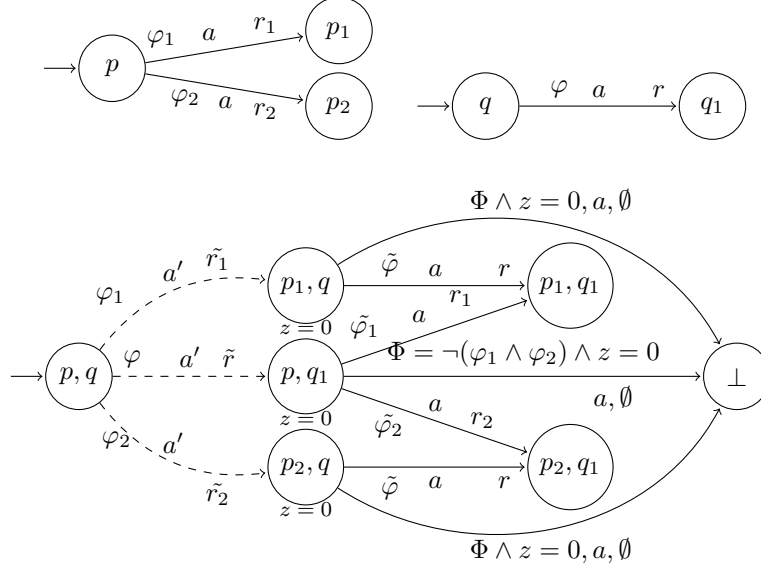 φ₁ a r₁ p₁
p
φ₂ a r₂ p₂
q φ a r q₁
Φ ∧ z = 0, a, ∅
φ₁ a′ r̃₁ p₁, q φ̃ a r p₁, q₁
z = 0 φ̃₁ a r₁
p, q φ a′ r̃ p, q₁ Φ = ¬(φ₁ ∧ φ₂) ∧ z = 0 ⊥
z = 0 a, ∅
φ₂ a′ r̃₂ φ̃₂ a r₂
p₂, q φ̃ a r p₂, q₁
z = 0
Φ ∧ z = 0, a, ∅